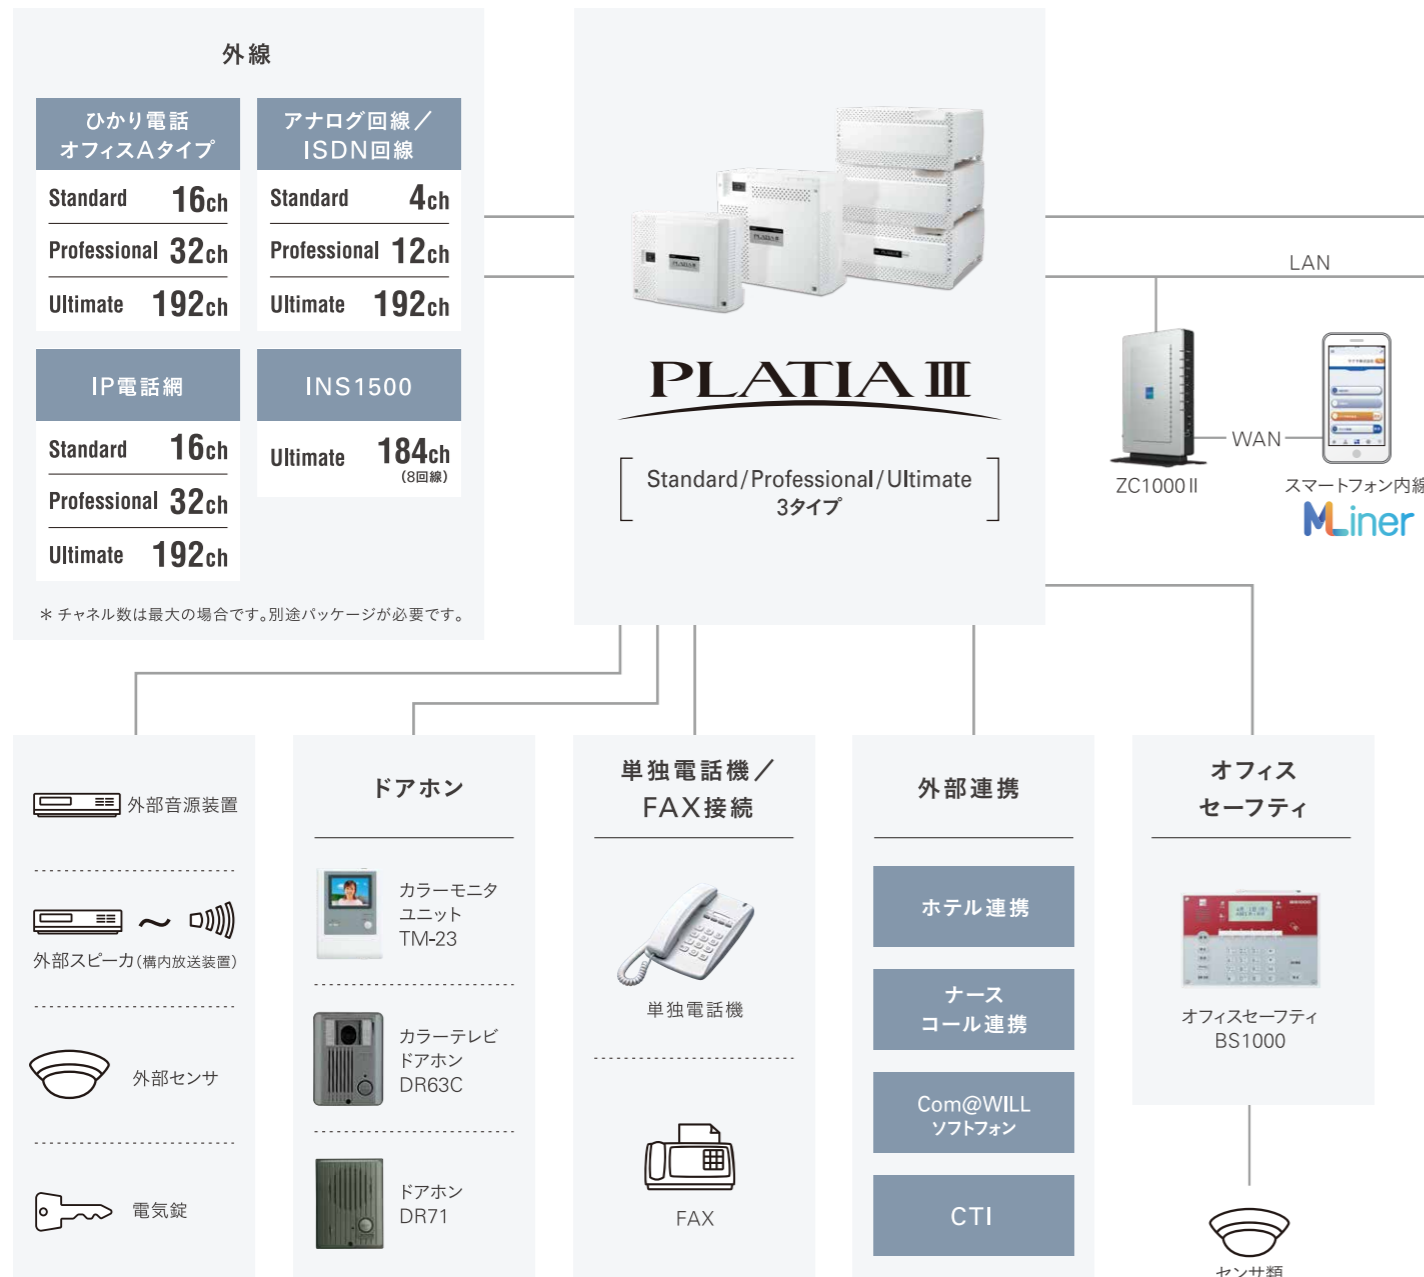 外線
ひかり電話
オフィスAタイプ
Standard 16ch
Professional 32ch
Ultimate 192ch
アナログ回線／
ISDN回線
Standard 4ch
Professional 12ch
Ultimate 192ch
IP電話網
Standard 16ch
Professional 32ch
Ultimate 192ch
INS1500
Ultimate 184ch
(8回線)
＊チャネル数は最大の場合です。別途パッケージが必要です。
PLATIA III
Standard/Professional/Ultimate
3タイプ
LAN
WAN
ZC1000II
スマートフォン内線
MLiner
外部音源装置
外部スピーカ(構内放送装置)
外部センサ
電気錠
ドアホン
カラーモニタ
ユニット
TM-23
カラーテレビ
ドアホン
DR63C
ドアホン
DR71
単独電話機／
FAX接続
単独電話機
FAX
外部連携
ホテル連携
ナース
コール連携
Com@WILL
ソフトフォン
CTI
オフィス
セーフティ
オフィスセーフティ
BS1000
センサ類